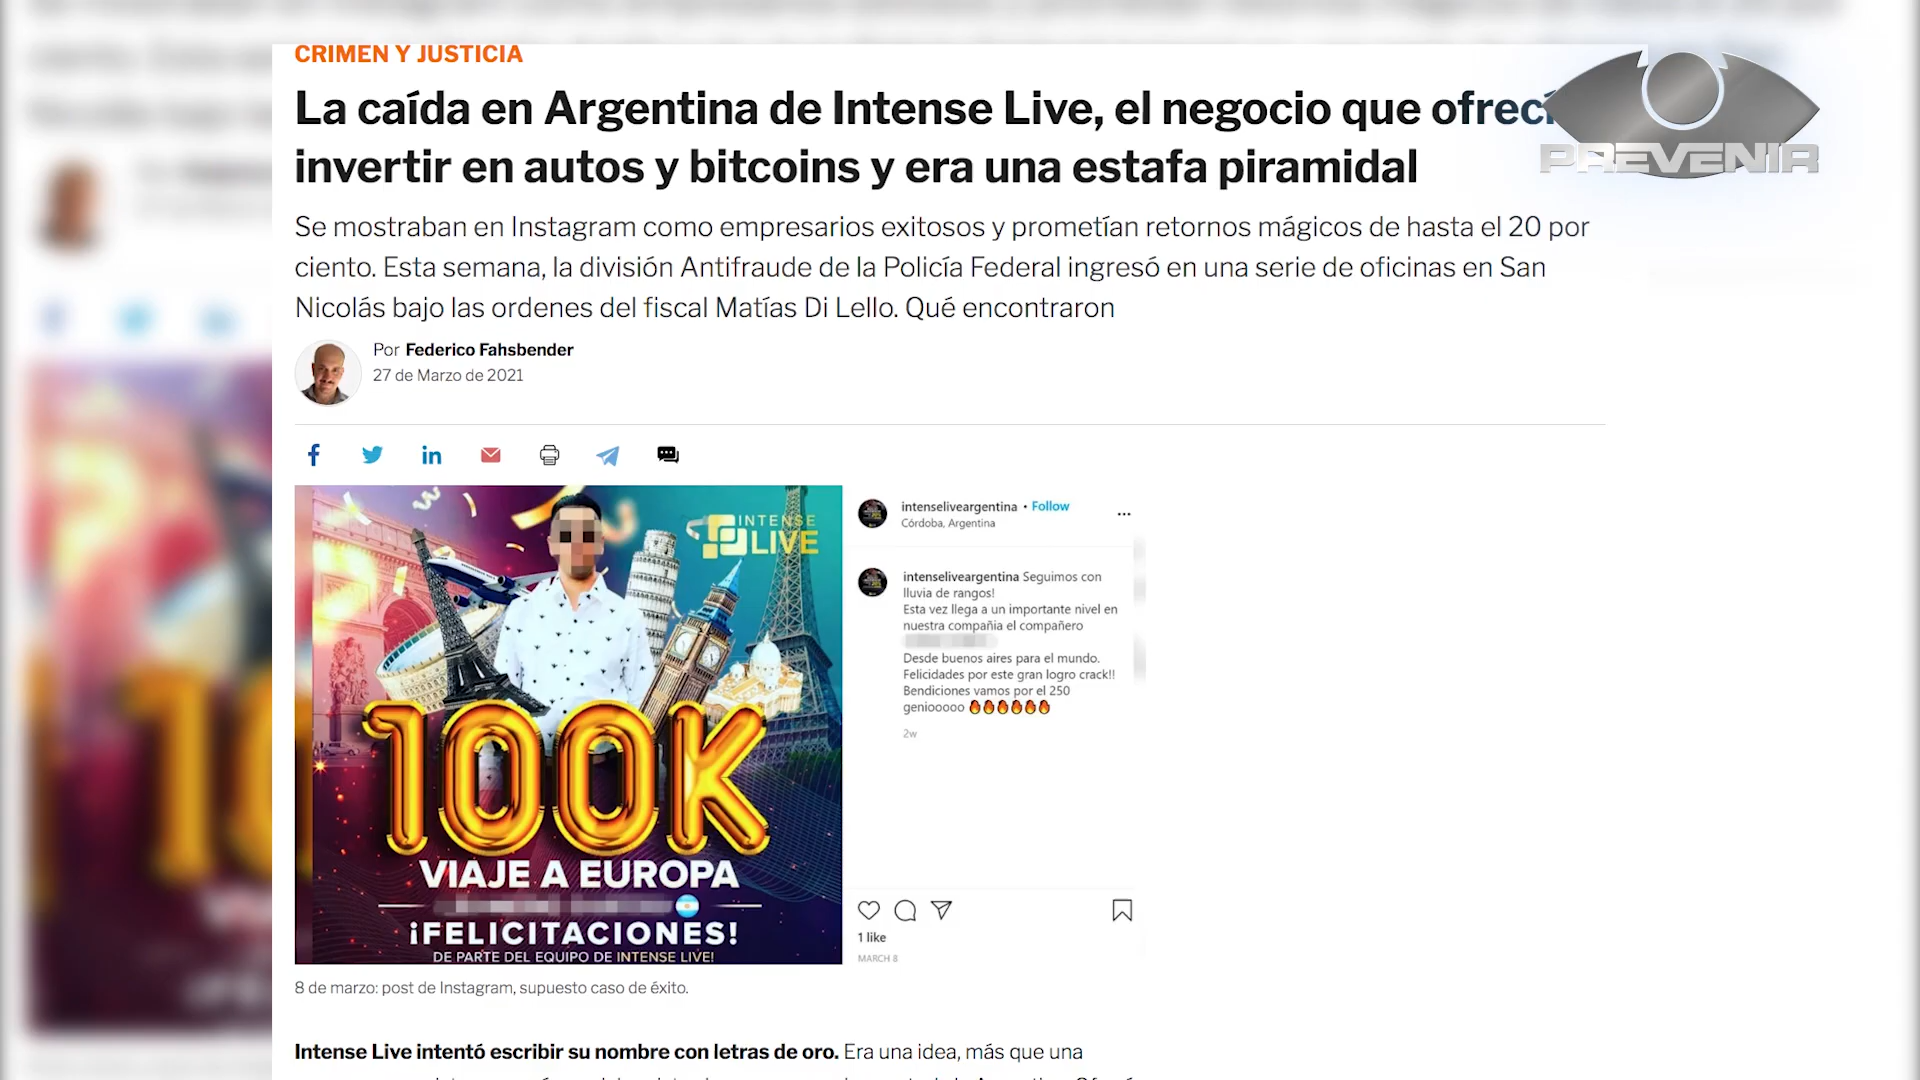 CRIMEN Y JUSTICIA
PREVENIR
La caída en Argentina de Intense Live, el negocio que ofrecí
invertir en autos y bitcoins y era una estafa piramidal
Se mostraban en Instagram como empresarios exitosos y prometían retornos mágicos de hasta el 20 por
ciento. Esta semana, la división Antifraude de la Policía Federal ingresó en una serie de oficinas en San
Nicolás bajo las ordenes del fiscal Matías Di Lello. Qué encontraron
Por Federico Fahsbender
27 de Marzo de 2021
INTENSE
LIVE
100K
VIAJE A EUROPA
¡FELICITACIONES!
DE PARTE DEL EQUIPO DE INTENSE LIVE!
intenseliveargentina • Follow
Córdoba, Argentina
intenseliveargentina Seguimos con
lluvia de rangos!
Esta vez llega a un importante nivel en
nuestra compañia el compañero
Desde buenos aires para el mundo.
Felicidades por este gran logro crack!!
Bendiciones vamos por el 250
geniooooo 🔥🔥🔥🔥🔥🔥
2w
1 like
MARCH 8
8 de marzo: post de Instagram, supuesto caso de éxito.
Intense Live intentó escribir su nombre con letras de oro. Era una idea, más que una